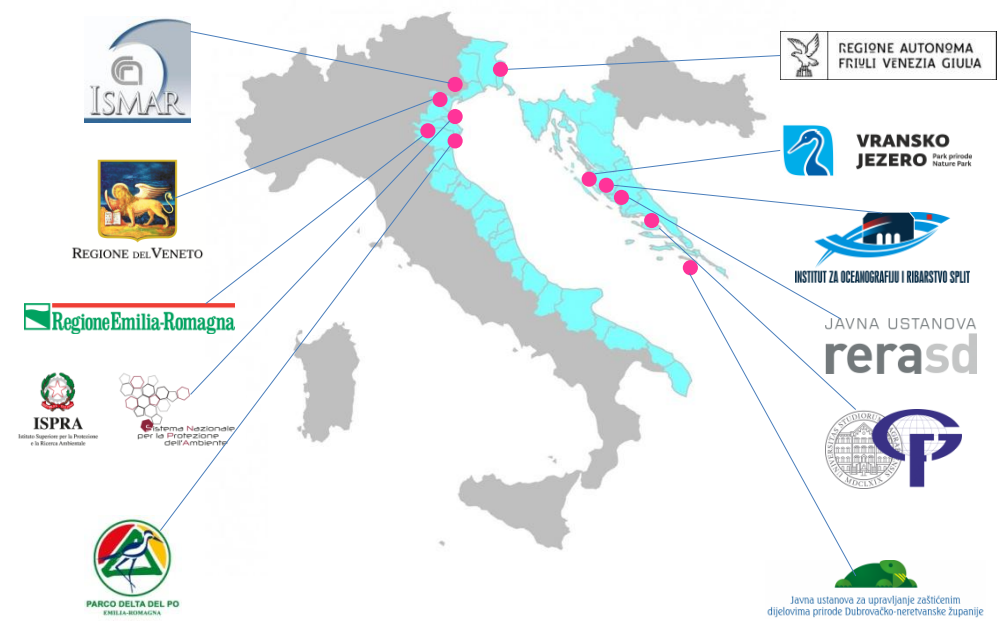 ISMAR
REGIONE DEL VENETO
RegioneEmilia-Romagna
ISPRA
Istituto Superiore per la Protezione
e la Ricerca Ambientale
Sistema Nazionale
per la Protezione
dell'Ambiente
PARCO DELTA DEL PO
EMILIA-ROMAGNA
REGIONE AUTONOMA
FRIULI VENEZIA GIULIA
VRANSKO
JEZERO Park prirode
Nature Park
INSTITUT ZA OCEANOGRAFIJU I RIBARSTVO SPLIT
JAVNA USTANOVA
rerasd
Javna ustanova za upravljanje zaštićenim
dijelovima prirode Dubrovačko-neretvanske županije